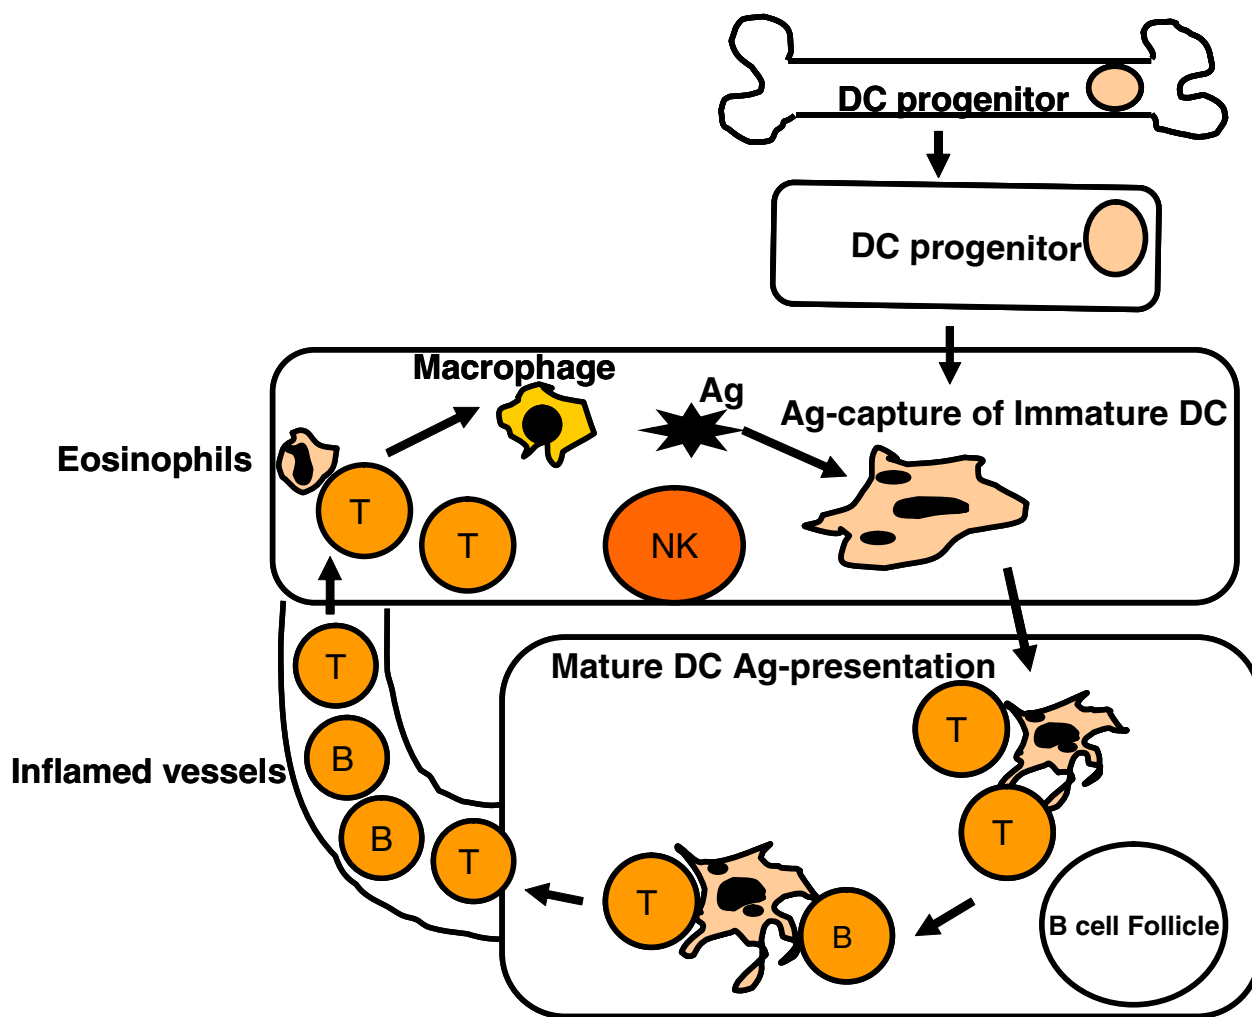 DC progenitor
DC progenitor
Macrophage
Ag
Ag-capture of Immature DC
Eosinophils
T
T
NK
T
Mature DC Ag-presentation
T
B
Inflamed vessels
B
T
T
T
B
B cell Follicle